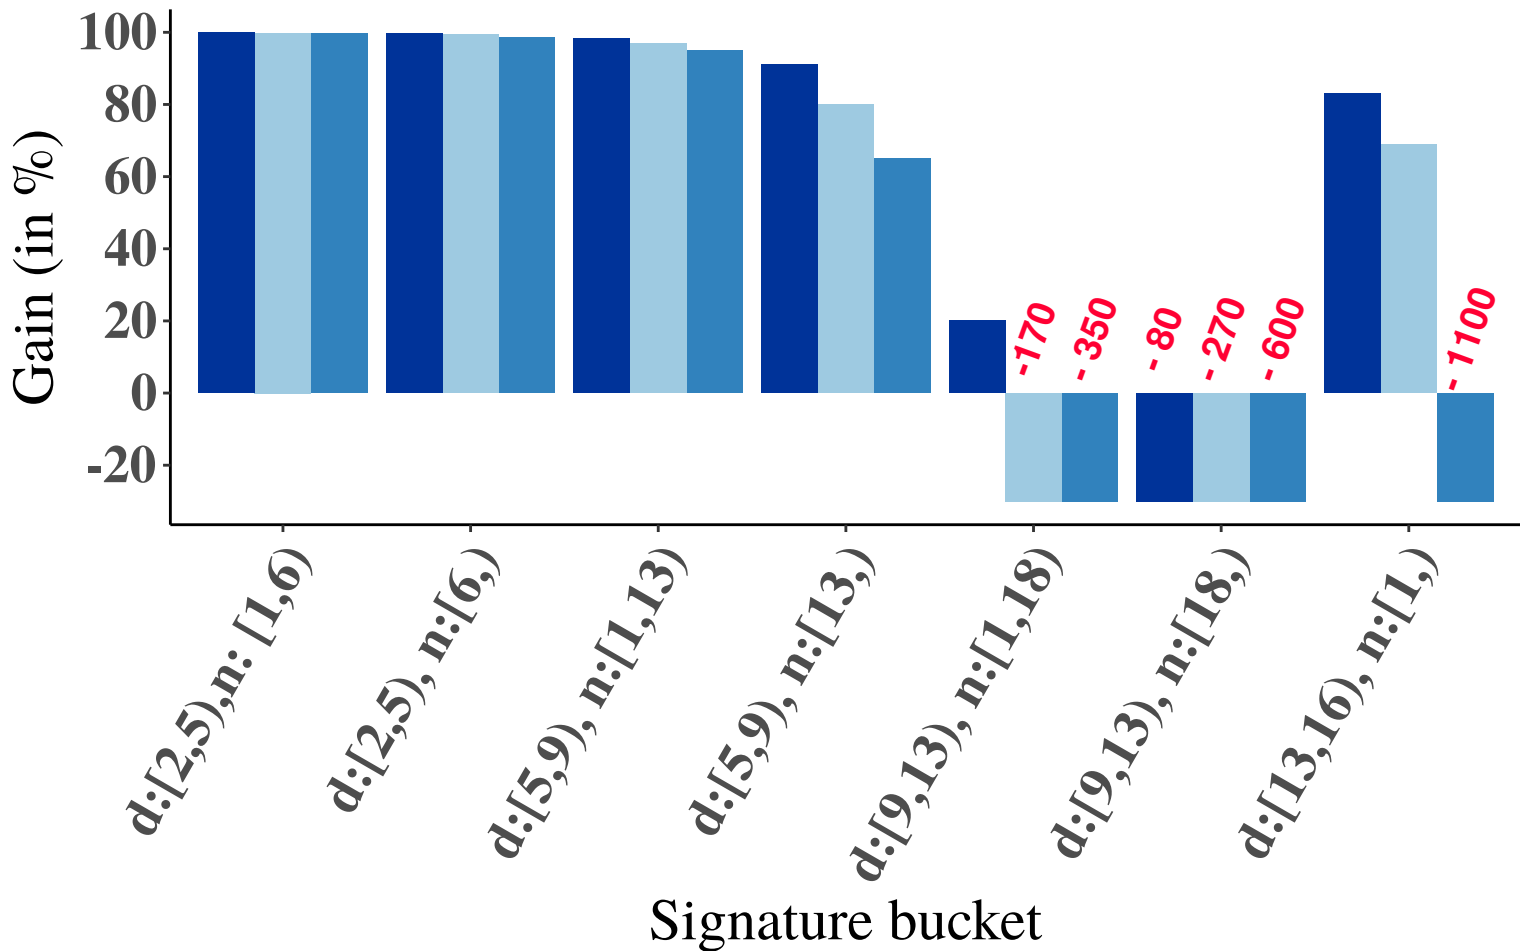 Gain (in %)
100
80
60
40
20
0
-20
-170
- 350
- 80
- 270
- 600
- 1100
d:[2,5),n: [1,6)
d:[2,5), n:[6,)
d:[5,9), n:[1,13)
d:[5,9), n:[13,)
d:[9,13), n:[1,18)
d:[9,13), n:[18,)
d:[13,16), n:[1,)
Signature bucket